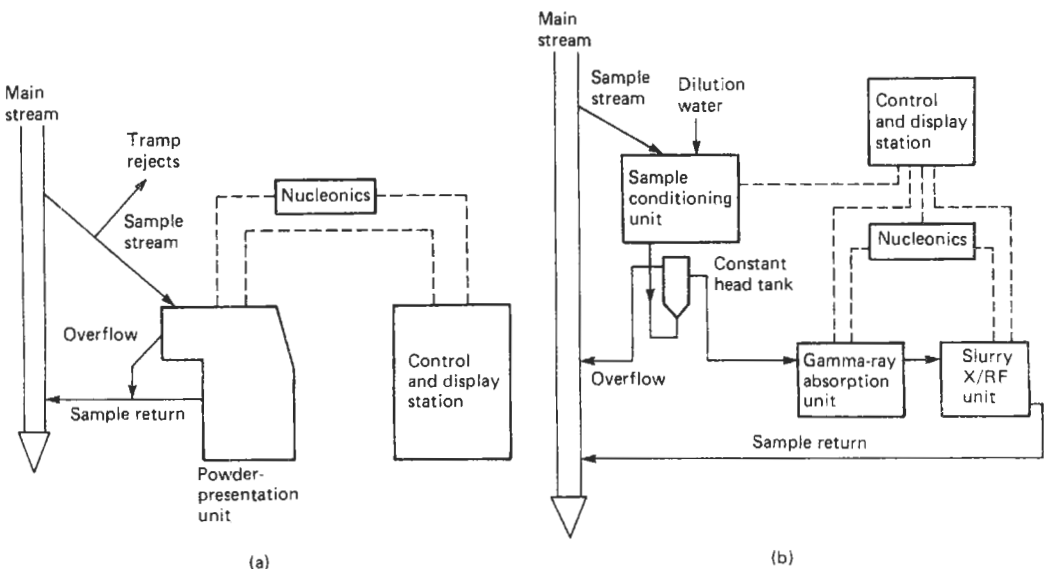 Main
stream
Tramp
rejects
Sample
stream
Nucleonics
Overflow
Sample return
Control
and display
station
Powder-
presentation
unit
(a)
Main
stream
Sample
stream
Dilution
water
Sample
conditioning
unit
Control
and display
station
Nucleonics
Constant
head tank
Overflow
Gamma-ray
absorption
unit
Slurry
X/RF
unit
Sample return
(b)